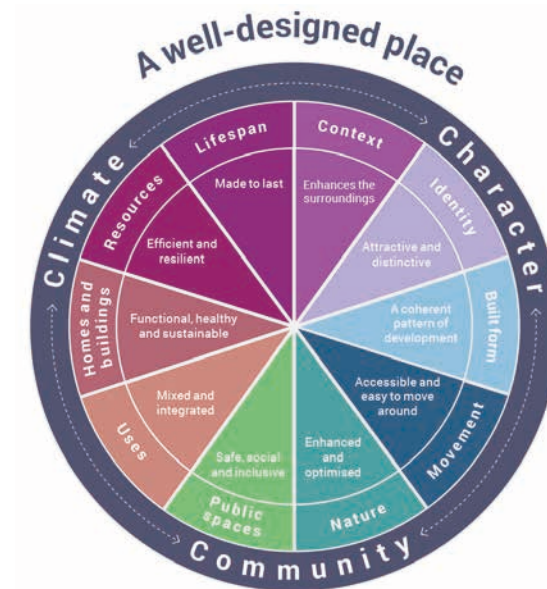 A well-designed place
Climate
Character
Community
Context
Enhances the
surroundings
Identity
Attractive and
distinctive
Built form
A coherent
pattern of
development
Movement
Accessible and
easy to move
around
Nature
Enhanced
and
optimised
Public
spaces
Safe, social
and inclusive
Uses
Mixed and
integrated
Homes and
buildings
Functional, healthy
and sustainable
Resources
Efficient and
resilient
Lifespan
Made to last